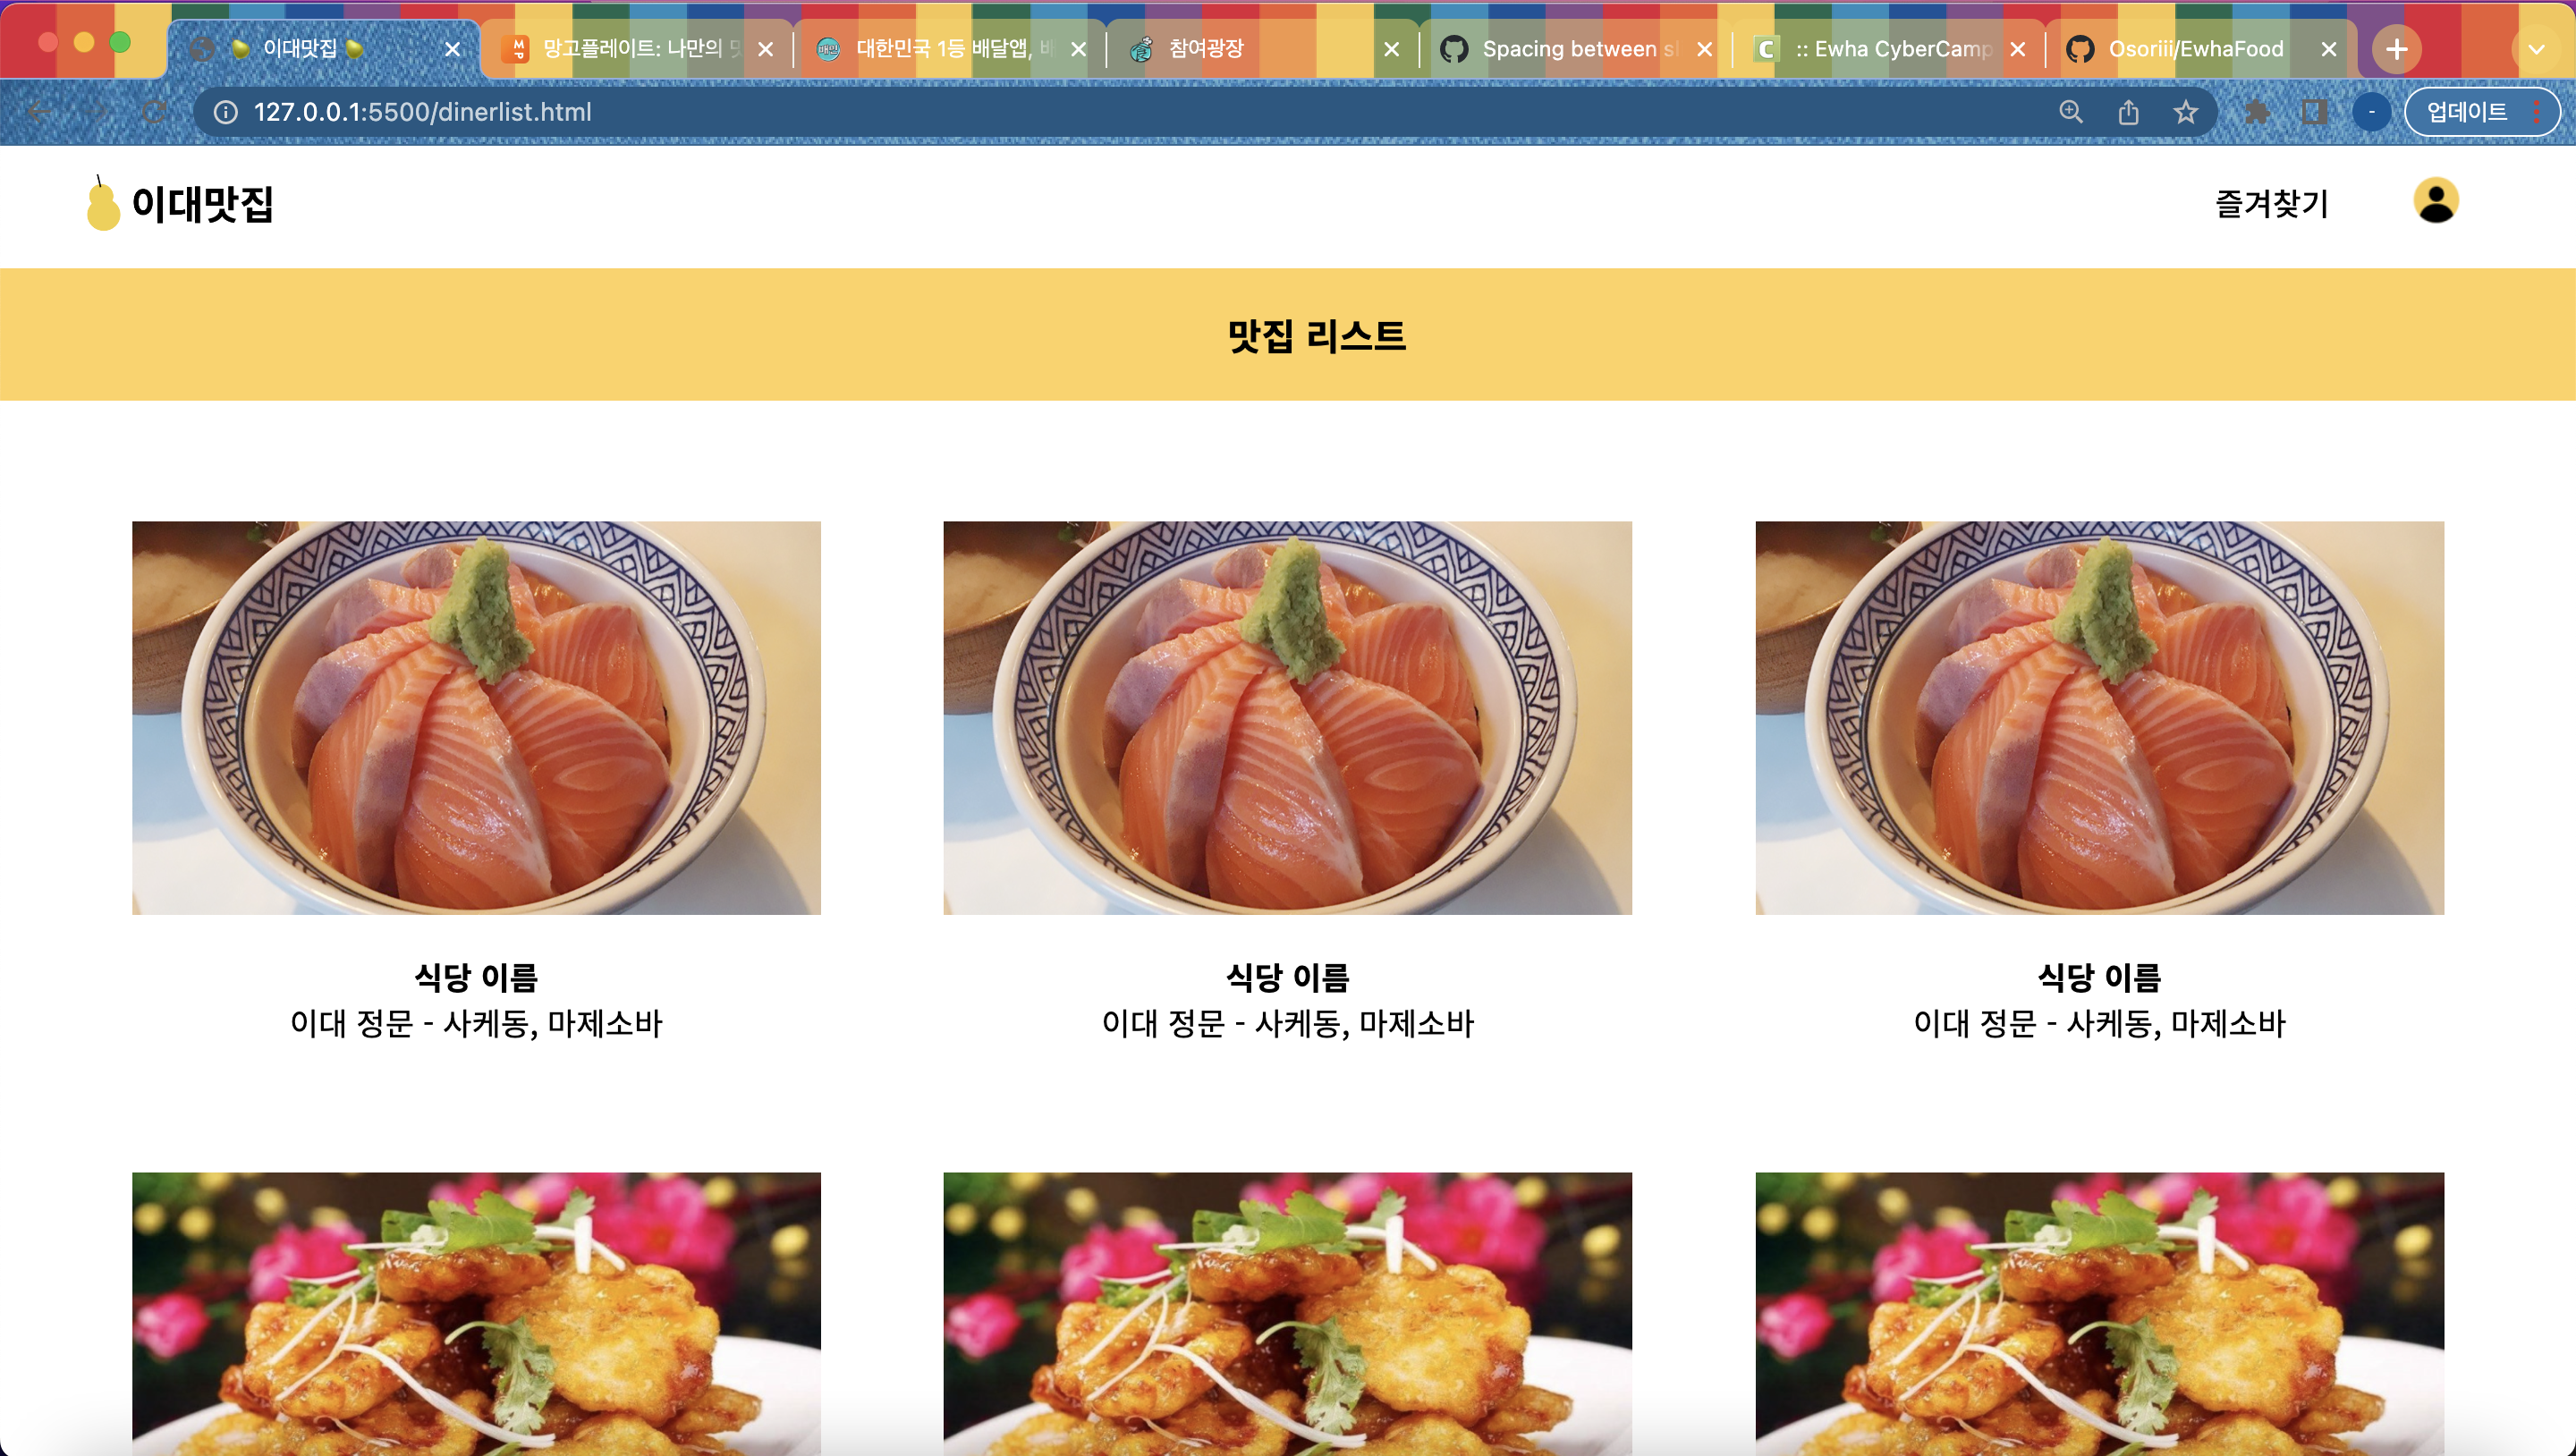 이대맛집
망고플레이트: 나만의
대한민국 1등 배달앱,
참여광장
Spacing between
:: Ewha CyberCamp
Osoriii/EwhaFood
127.0.0.1:5500/dinerlist.html
업데이트
이대맛집
즐겨찾기
맛집 리스트
식당 이름
이대 정문 - 사케동, 마제소바
식당 이름
이대 정문 - 사케동, 마제소바
식당 이름
이대 정문 - 사케동, 마제소바